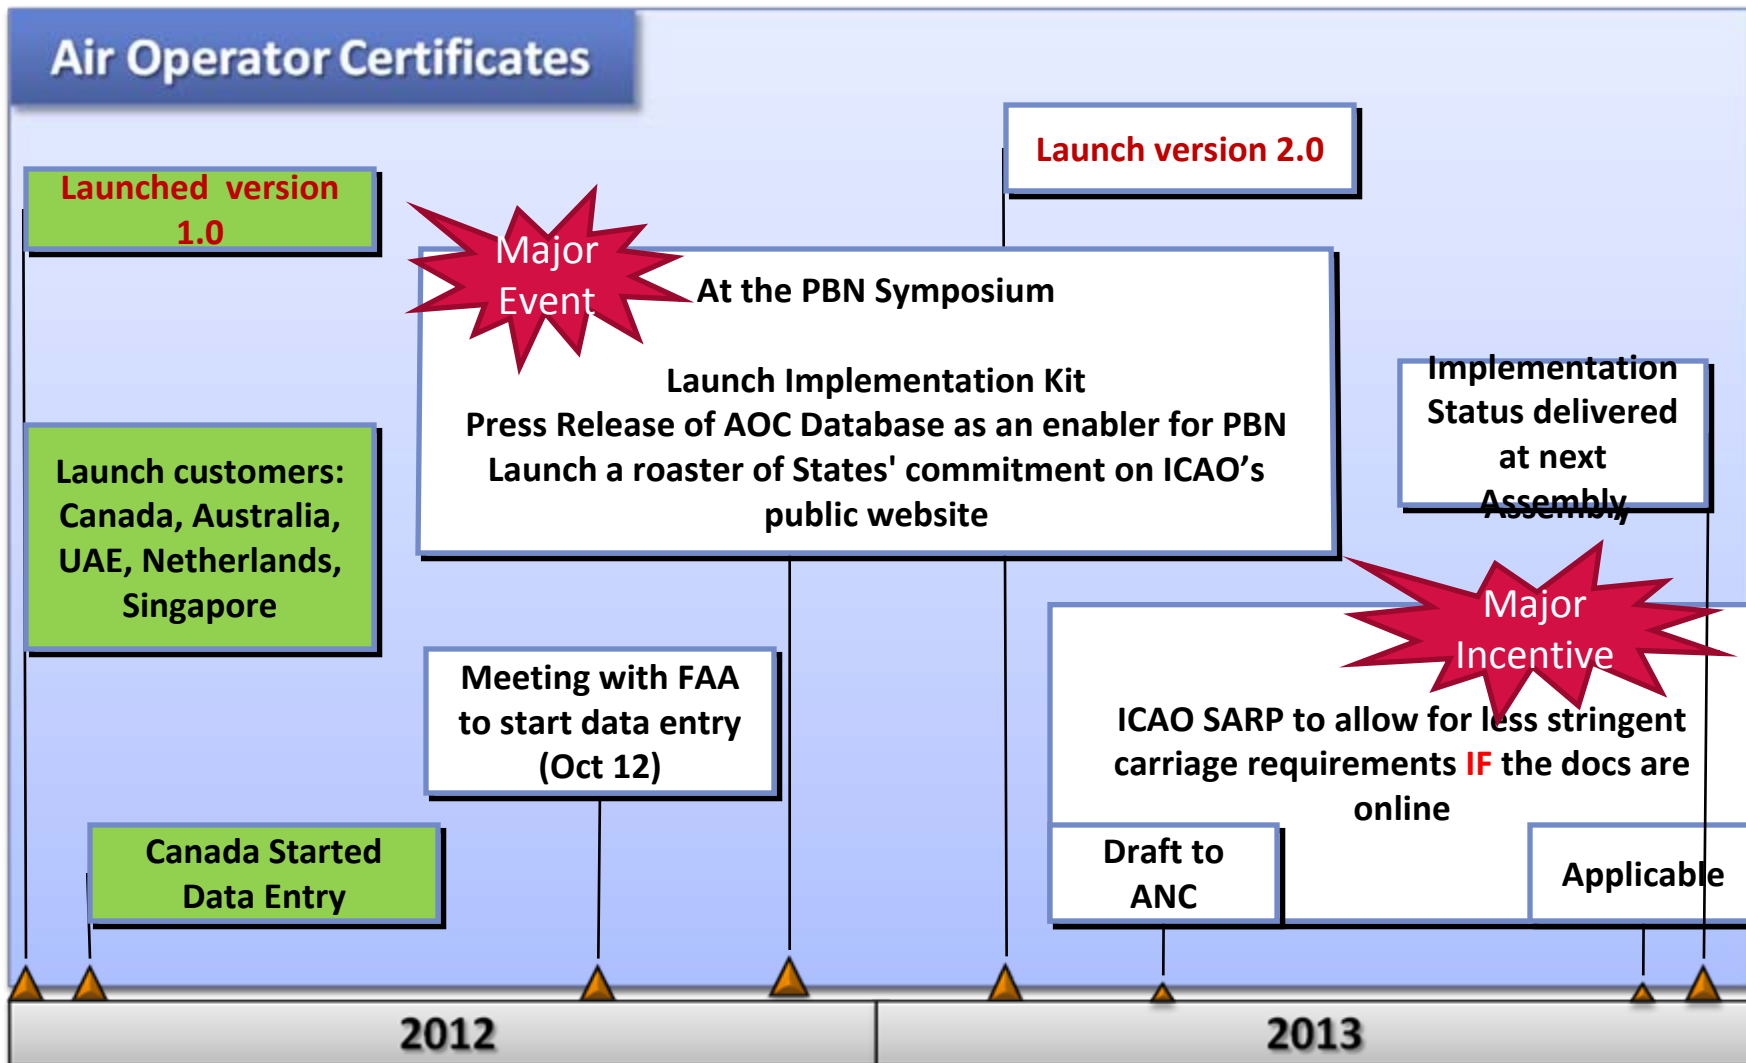 Air Operator Certificates
Launch version 2.0
Launched version
1.0
Major
Event
At the PBN Symposium
Launch Implementation Kit
Press Release of AOC Database as an enabler for PBN
Launch a roaster of States' commitment on ICAO’s
public website
Implementation
Status delivered
at next
Assembly
Launch customers:
Canada, Australia,
UAE, Netherlands,
Singapore
Major
Incentive
Meeting with FAA
to start data entry
(Oct 12)
ICAO SARP to allow for less stringent
carriage requirements IF the docs are
online
Canada Started
Data Entry
Draft to
ANC
Applicable
2012
2013